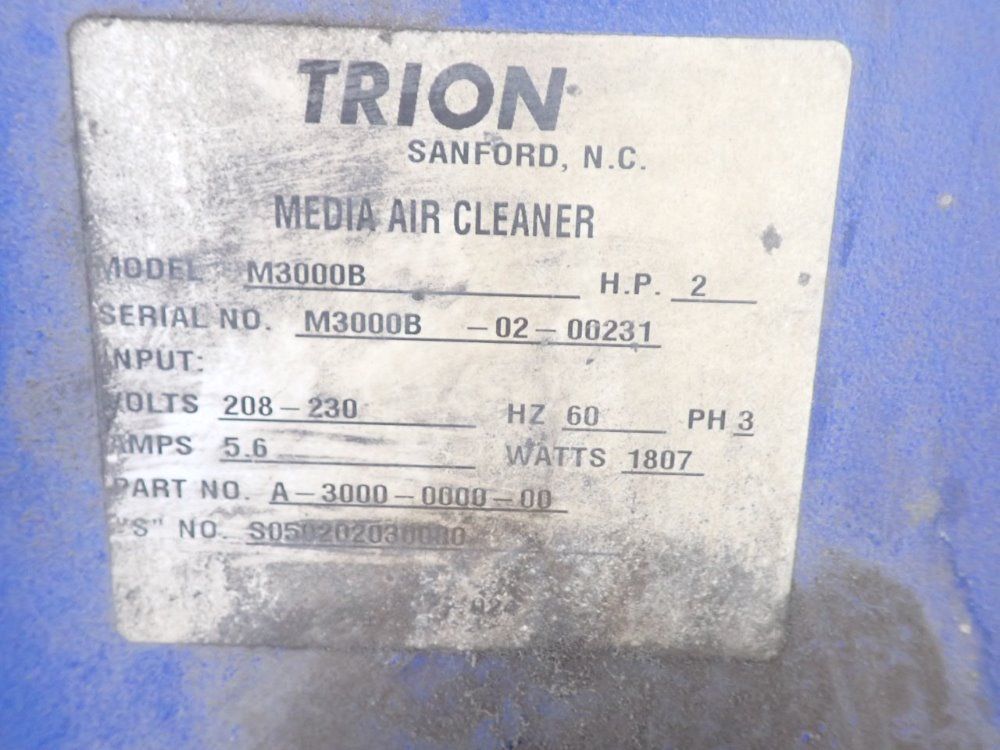 TRION
SANFORD, N.C.
MEDIA AIR CLEANER
MODEL M3000B H.P. 2
SERIAL NO. M3000B -02-00231
INPUT:
VOLTS 208-230 HZ 60 PH 3
AMPS 5.6 WATTS 1807
PART NO. A-3000-0000-00
"S" NO.